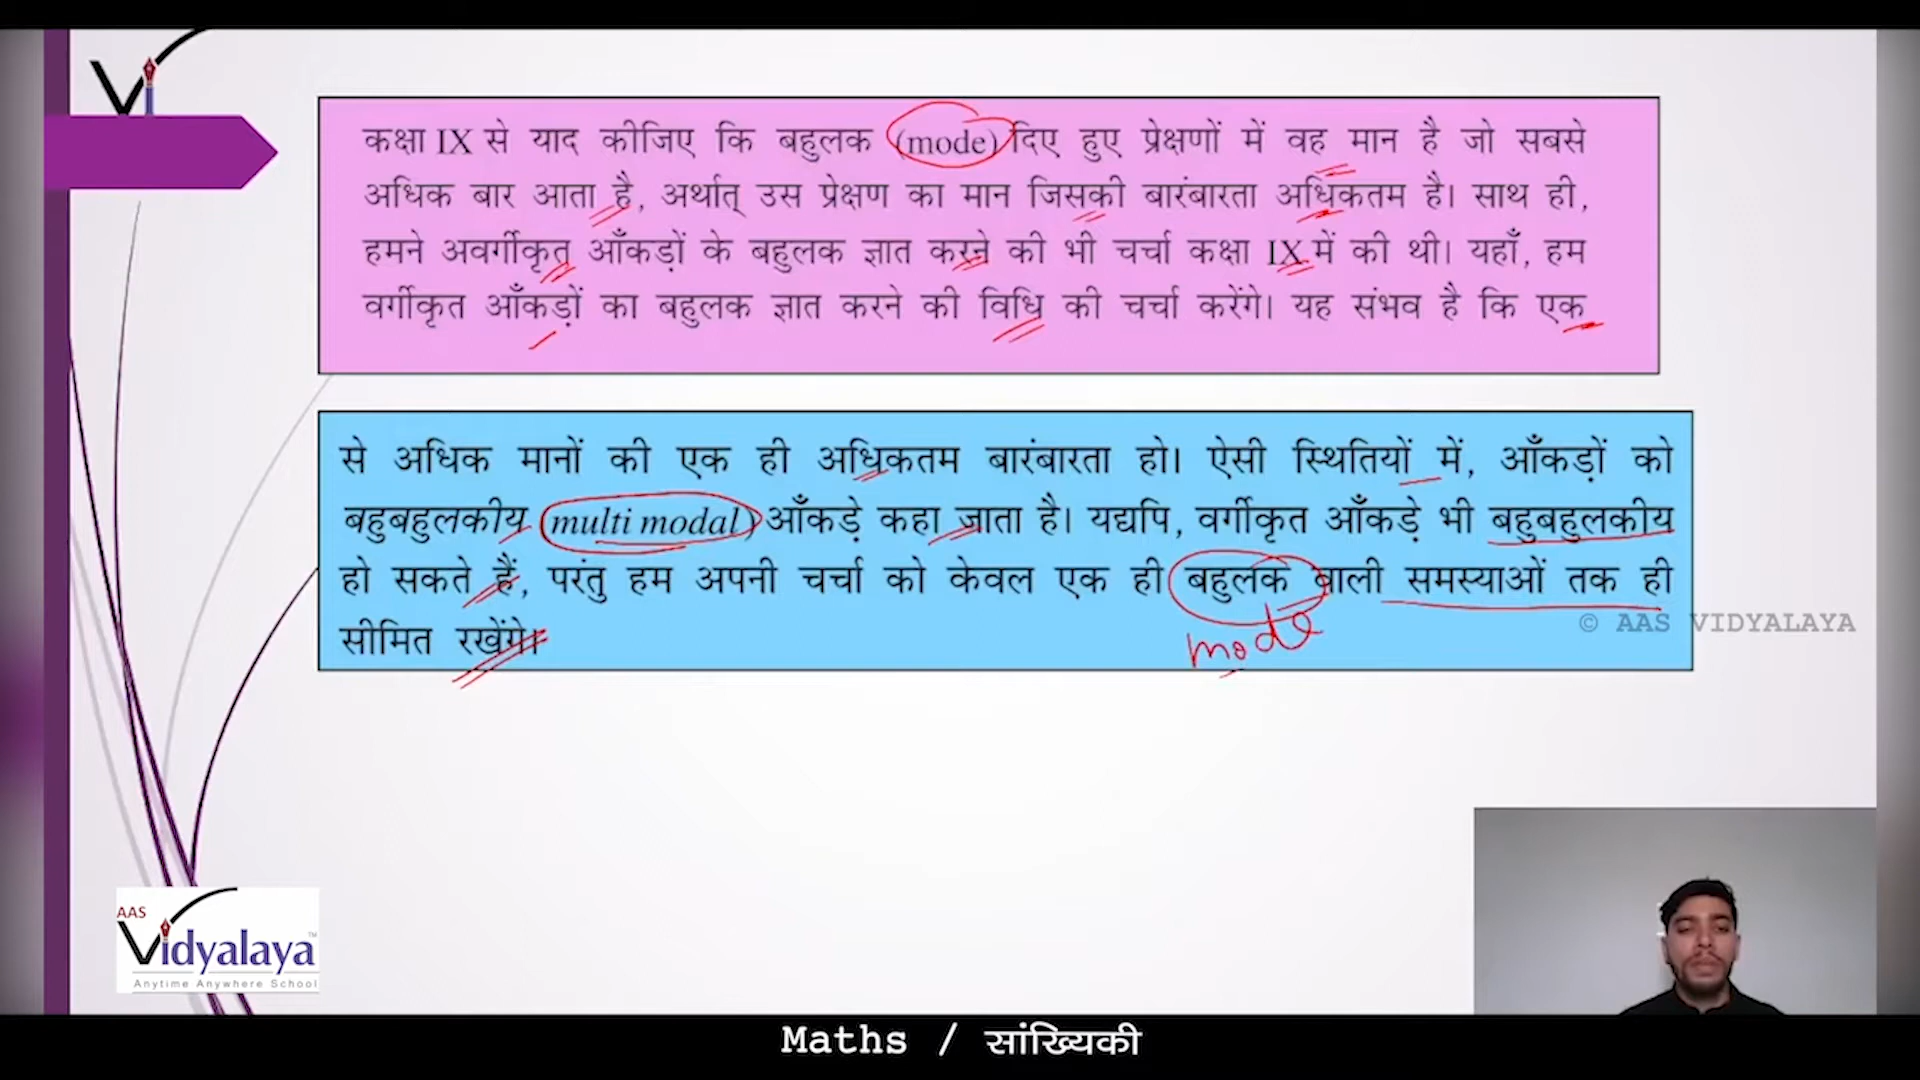 कक्षा IX से याद कीजिए कि बहुलक (mode) दिए हुए प्रेक्षणों में वह मान है जो सबसे
अधिक बार आता है, अर्थात् उस प्रेक्षण का मान जिसकी बारंबारता अधिकतम है। साथ ही,
हमने अवर्गीकृत आँकड़ों के बहुलक ज्ञात करने की भी चर्चा कक्षा IX में की थी। यहाँ, हम
वर्गीकृत आँकड़ों का बहुलक ज्ञात करने की विधि की चर्चा करेंगे। यह संभव है कि एक
से अधिक मानों की एक ही अधिकतम बारंबारता हो। ऐसी स्थितियों में, आँकड़ों को
बहुबहुलकीय (multi modal) आँकड़े कहा जाता है। यद्यपि, वर्गीकृत आँकड़े भी बहुबहुलकीय
हो सकते हैं, परंतु हम अपनी चर्चा को केवल एक ही बहुलक वाली समस्याओं तक ही
सीमित रखेंगे।
mode
© AAS VIDYALAYA
AAS
Vidyalaya™
Anytime Anywhere School
Maths / सांख्यिकी